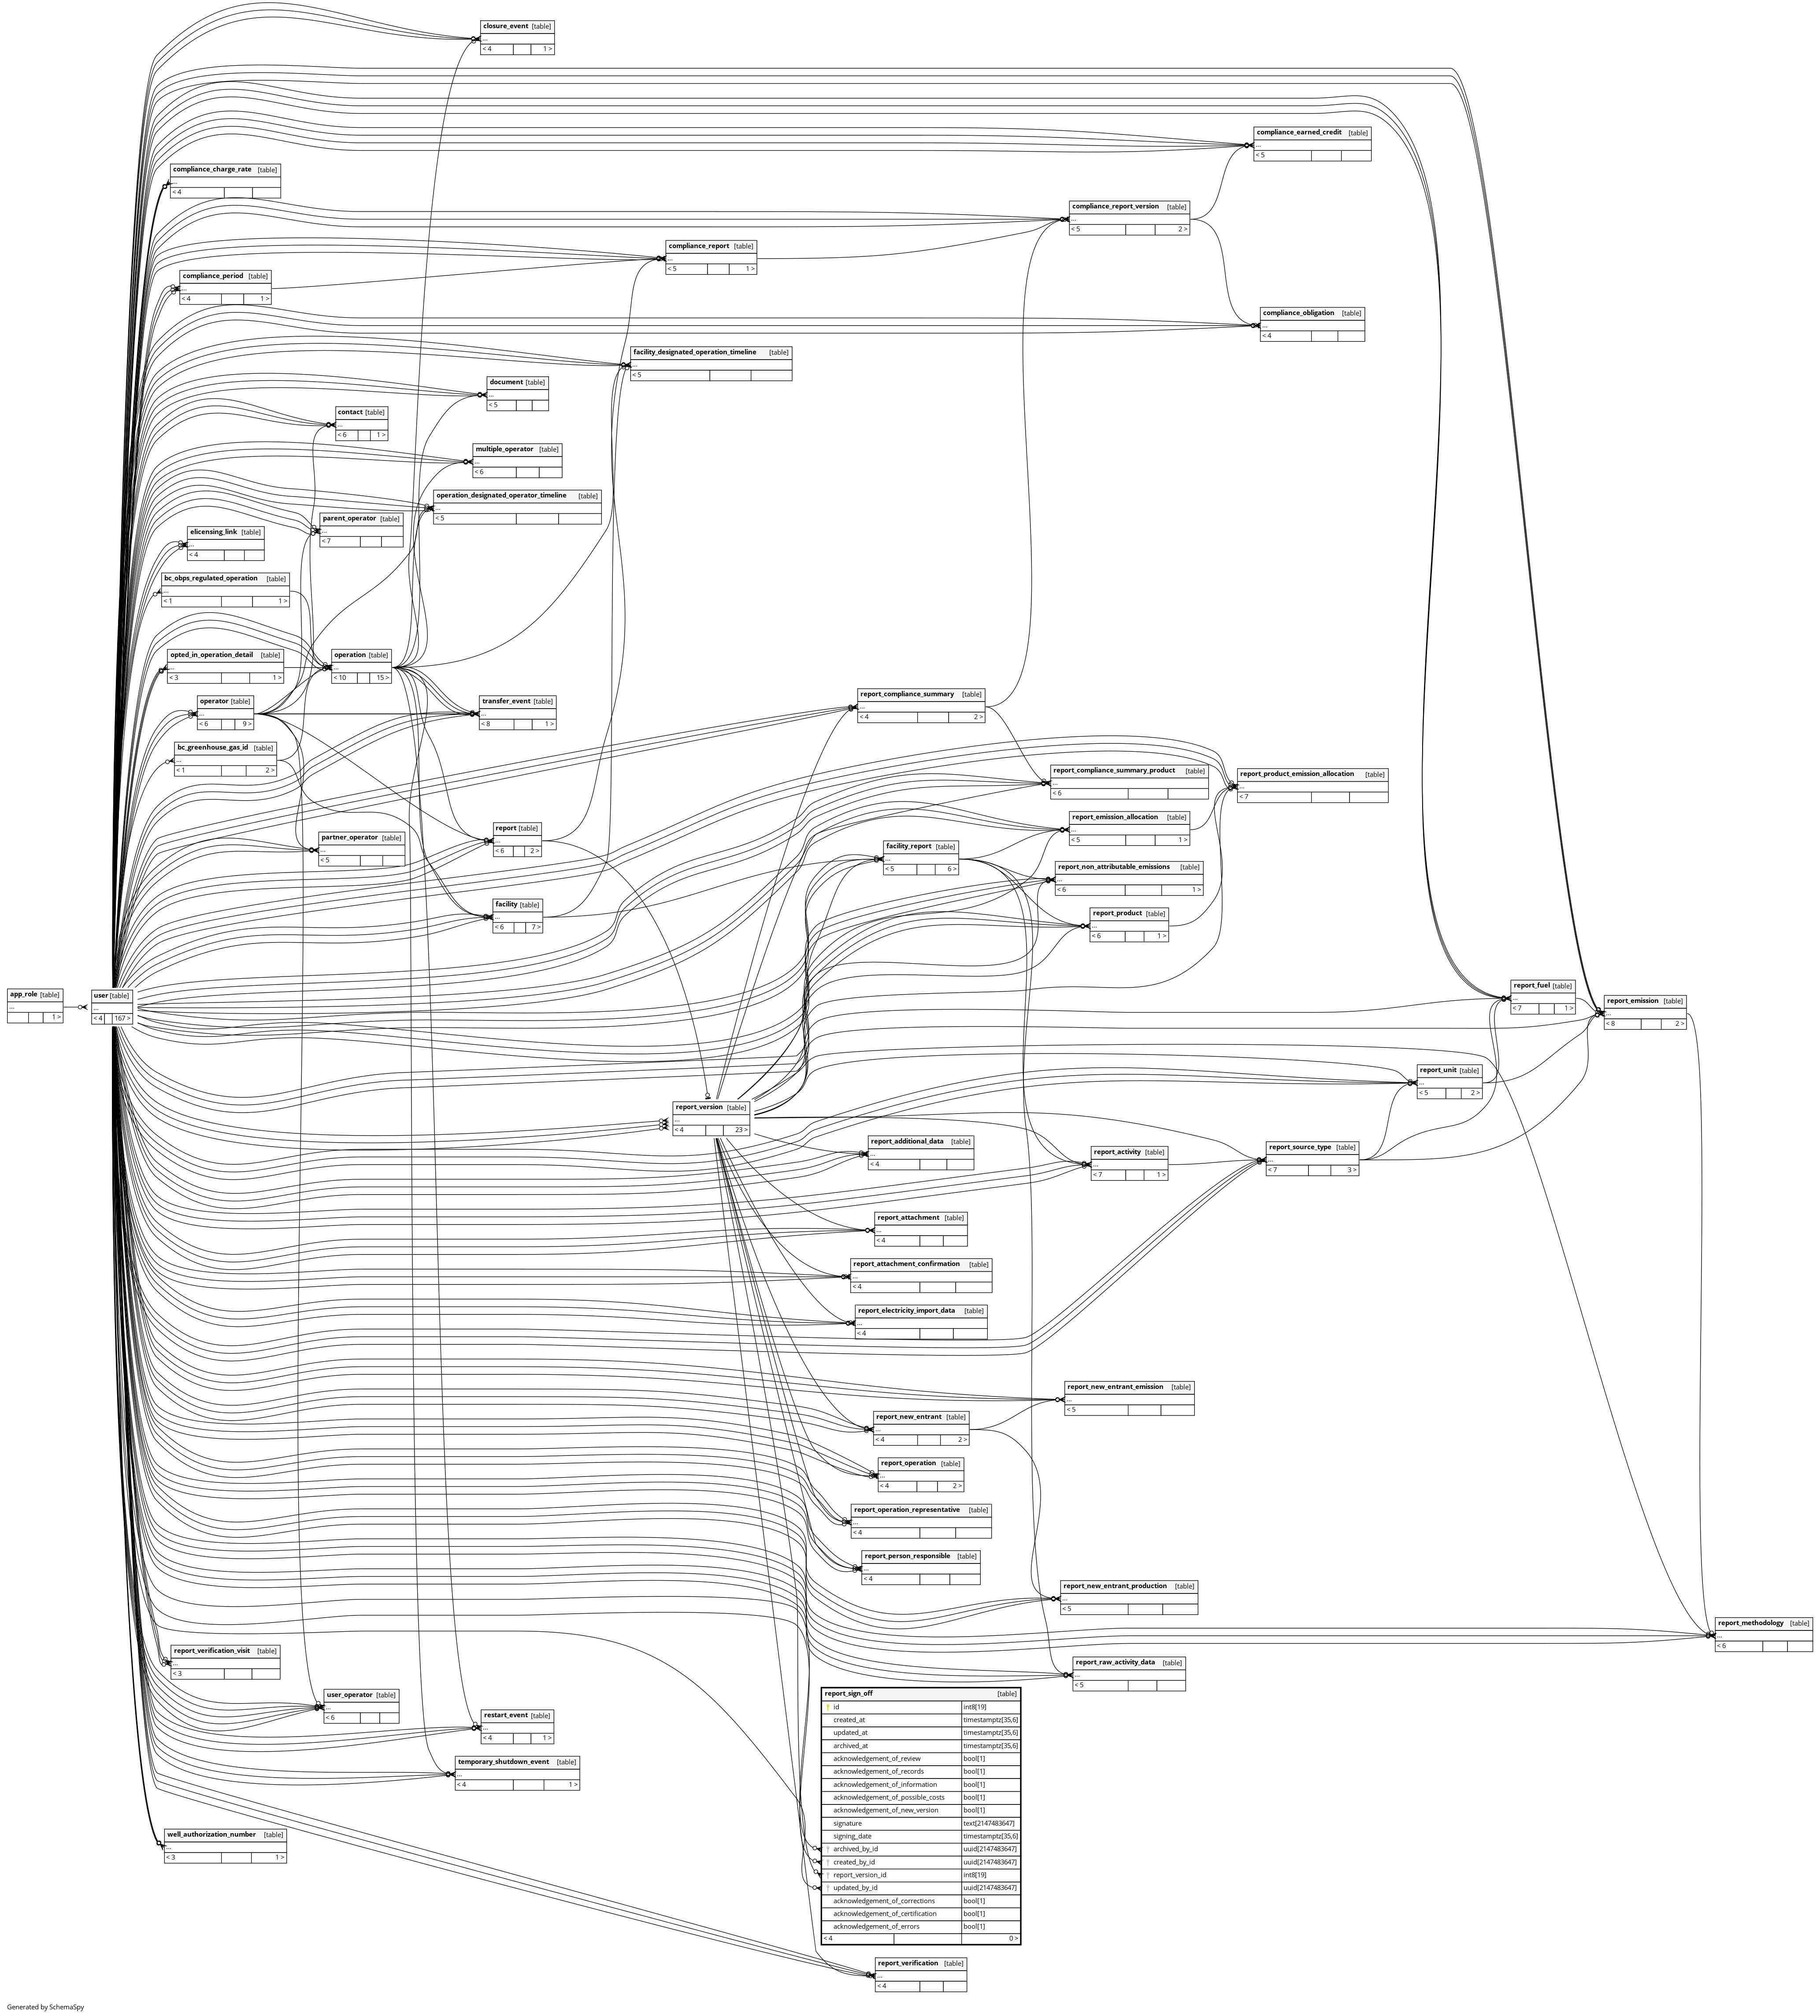 closure_event [table]
...
< 4 1 >
compliance_earned_credit [table]
...
< 5
compliance_charge_rate [table]
...
< 4
compliance_report_version [table]
...
< 5 2 >
compliance_report [table]
...
< 5 1 >
compliance_period [table]
...
< 4 1 >
compliance_obligation [table]
...
< 4
facility_designated_operation_timeline [table]
...
< 5
document [table]
...
< 5
contact [table]
...
< 6 1 >
multiple_operator [table]
...
< 6
operation_designated_operator_timeline [table]
...
< 5
parent_operator [table]
...
< 7
elicensing_link [table]
...
< 4
bc_obps_regulated_operation [table]
...
< 1 1 >
opted_in_operation_detail [table]
...
< 3 1 >
operation [table]
...
< 10 15 >
operator [table]
...
< 6 9 >
transfer_event [table]
...
< 8 1 >
report_compliance_summary [table]
...
< 4 2 >
bc_greenhouse_gas_id [table]
...
< 1 2 >
report_compliance_summary_product [table]
...
< 6
report_product_emission_allocation [table]
...
< 7
report_emission_allocation [table]
...
< 5 1 >
report [table]
...
< 6 2 >
partner_operator [table]
...
< 5
facility_report [table]
...
< 5 6 >
report_non_attributable_emissions [table]
...
< 6 1 >
facility [table]
...
< 6 7 >
report_product [table]
...
< 6 1 >
app_role [table]
...
1 >
user [table]
...
< 4 167 >
report_fuel [table]
...
< 7 1 >
report_emission [table]
...
< 8 2 >
report_unit [table]
...
< 5 2 >
report_version [table]
...
< 4 23 >
report_additional_data [table]
...
< 4
report_activity [table]
...
< 7 1 >
report_source_type [table]
...
< 7 3 >
report_attachment [table]
...
< 4
report_attachment_confirmation [table]
...
< 4
report_electricity_import_data [table]
...
< 4
report_new_entrant_emission [table]
...
< 5
report_new_entrant [table]
...
< 4 2 >
report_operation [table]
...
< 4 2 >
report_operation_representative [table]
...
< 4
report_person_responsible [table]
...
< 4
report_new_entrant_production [table]
...
< 5
report_methodology [table]
...
< 6
report_verification_visit [table]
...
< 3
report_raw_activity_data [table]
...
< 5
user_operator [table]
...
< 6
restart_event [table]
...
< 4 1 >
temporary_shutdown_event [table]
...
< 4 1 >
well_authorization_number [table]
...
< 3 1 >
report_sign_off [table]
id int8[19]
created_at timestamptz[35,6]
updated_at timestamptz[35,6]
archived_at timestamptz[35,6]
acknowledgement_of_review bool[1]
acknowledgement_of_records bool[1]
acknowledgement_of_information bool[1]
acknowledgement_of_possible_costs bool[1]
acknowledgement_of_new_version bool[1]
signature text[2147483647]
signing_date timestamptz[35,6]
archived_by_id uuid[2147483647]
created_by_id uuid[2147483647]
report_version_id int8[19]
updated_by_id uuid[2147483647]
acknowledgement_of_corrections bool[1]
acknowledgement_of_certification bool[1]
acknowledgement_of_errors bool[1]
< 4 0 >
report_verification [table]
...
< 4
Generated by SchemaSpy